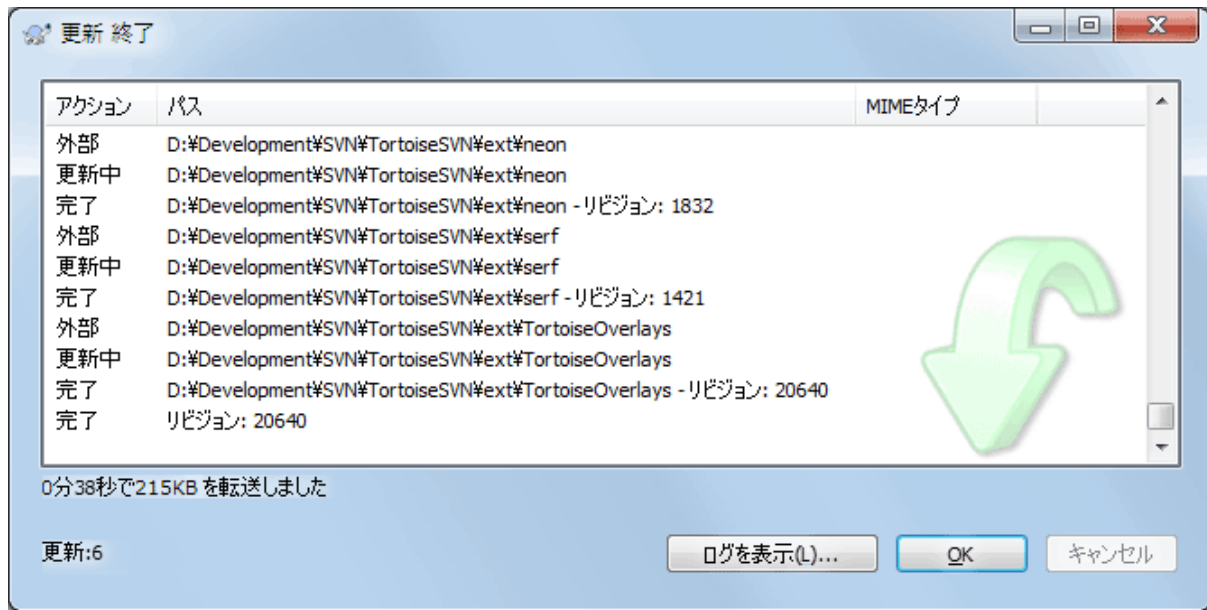 更新 終了
アクション パス MIMEタイプ
外部 D:¥Development¥SVN¥TortoiseSVN¥ext¥neon
更新中 D:¥Development¥SVN¥TortoiseSVN¥ext¥neon
完了 D:¥Development¥SVN¥TortoiseSVN¥ext¥neon - リビジョン: 1832
外部 D:¥Development¥SVN¥TortoiseSVN¥ext¥serf
更新中 D:¥Development¥SVN¥TortoiseSVN¥ext¥serf
完了 D:¥Development¥SVN¥TortoiseSVN¥ext¥serf - リビジョン: 1421
外部 D:¥Development¥SVN¥TortoiseSVN¥ext¥TortoiseOverlays
更新中 D:¥Development¥SVN¥TortoiseSVN¥ext¥TortoiseOverlays
完了 D:¥Development¥SVN¥TortoiseSVN¥ext¥TortoiseOverlays - リビジョン: 20640
完了 リビジョン: 20640
0分38秒で215KB を転送しました
更新:6 ログを表示(L)... OK キャンセル